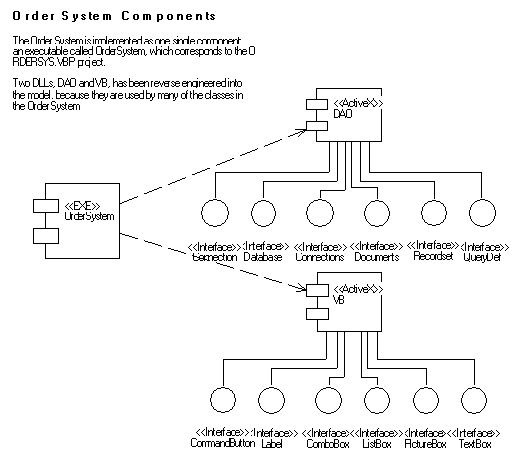 Order System Components
The Order System is implemented as one single component
an executable called OrderSystem, which corresponds to the O
RDERSYS.VBP project.
Two DLLs, DAO and VB, has been reverse engineered into
the model, because they are used by many of the classes in
the OrderSystem
<<ActiveX>>
DAO
<<EXE>>
OrderSystem
<<Interface>> <<Interface>> <<Interface>> <<Interface>> <<Interface>> <<Interface>>
Connection Database Connections Documents Recordset QueryDef
<<ActiveX>>
VB
<<Interface>> <<Interface>> <<Interface>> <<Interface>> <<Interface>> <<Interface>>
CommandButton Label ComboBox ListBox PictureBox TextBox